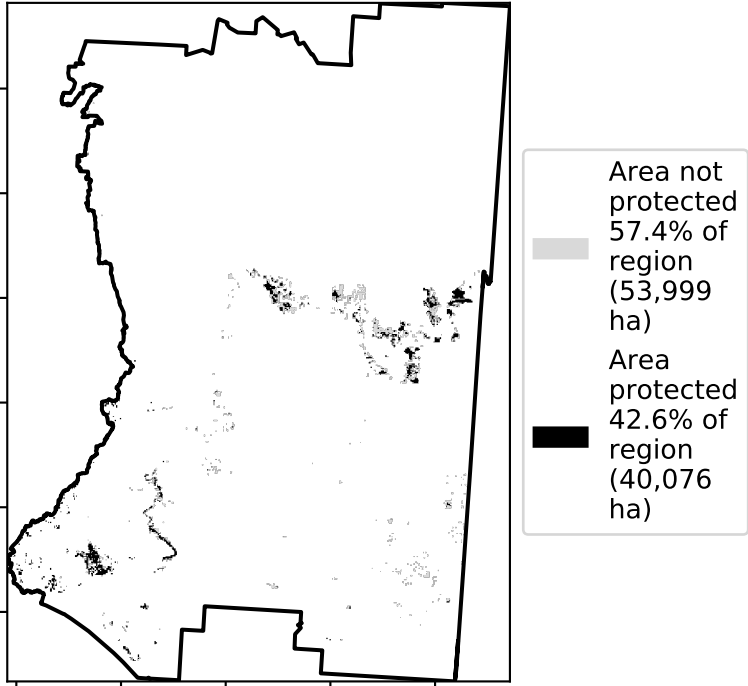 Area not
protected
57.4% of
region
(53,999
ha)
Area
protected
42.6% of
region
(40,076
ha)